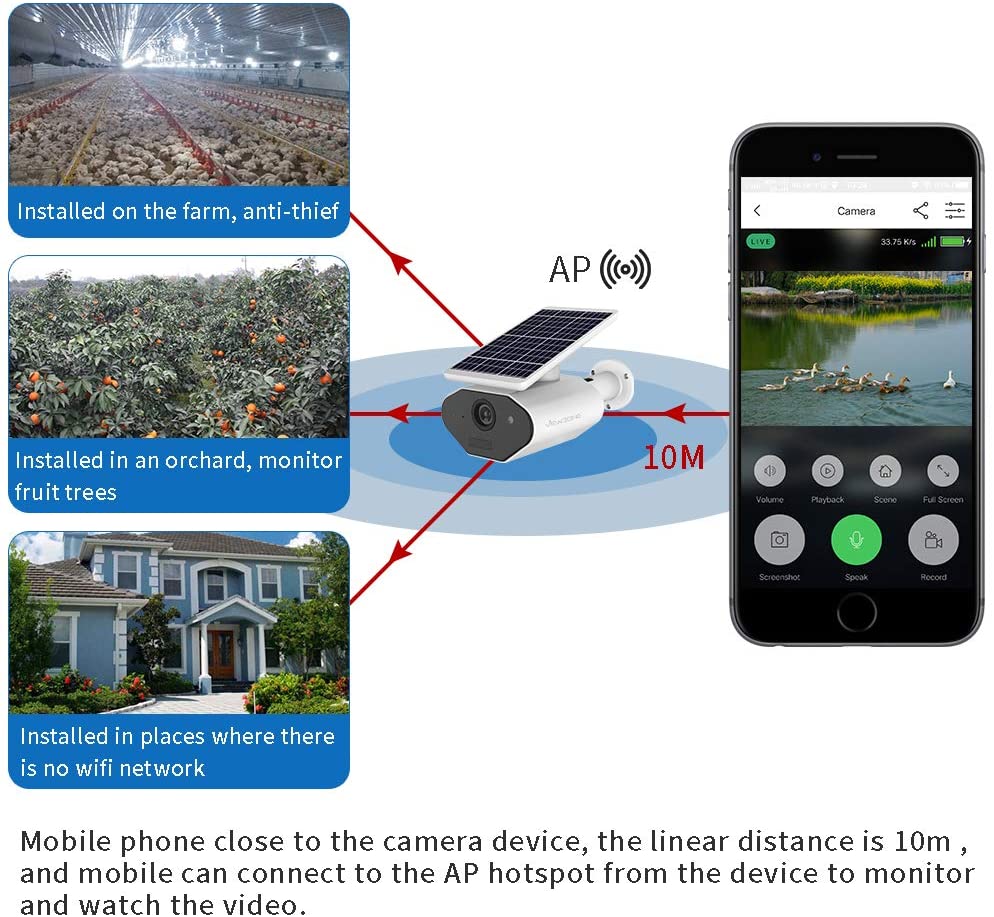 Installed on the farm, anti-thief
Installed in an orchard, monitor
fruit trees
Installed in places where there
is no wifi network
AP
10M
Camera
LIVE
33.75 K/s
Volume
Playback
Scene
Full Screen
Screenshot
Speak
Record
Mobile phone close to the camera device, the linear distance is 10m ,
and mobile can connect to the AP hotspot from the device to monitor
and watch the video.